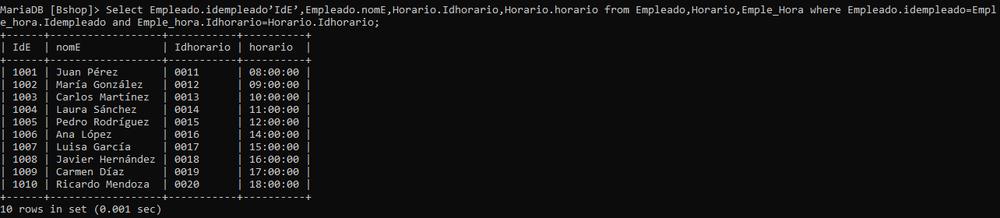 MariaDB [Bshop]> Select Empleado.idempleado’IdE’,Empleado.nomE,Horario.Idhorario,Horario.horario from Empleado,Horario,Emple_Hora where Empleado.idempleado=Empl
e_hora.Idempleado and Emple_hora.Idhorario=Horario.Idhorario;
+------+-------------------+-----------+----------+
| IdE  | nomE              | Idhorario | horario  |
+------+-------------------+-----------+----------+
| 1001 | Juan Pérez        | 0011      | 08:00:00 |
| 1002 | María González    | 0012      | 09:00:00 |
| 1003 | Carlos Martínez   | 0013      | 10:00:00 |
| 1004 | Laura Sánchez     | 0014      | 11:00:00 |
| 1005 | Pedro Rodríguez   | 0015      | 12:00:00 |
| 1006 | Ana López         | 0016      | 14:00:00 |
| 1007 | Luisa García      | 0017      | 15:00:00 |
| 1008 | Javier Hernández  | 0018      | 16:00:00 |
| 1009 | Carmen Díaz       | 0019      | 17:00:00 |
| 1010 | Ricardo Mendoza   | 0020      | 18:00:00 |
+------+-------------------+-----------+----------+
10 rows in set (0.001 sec)